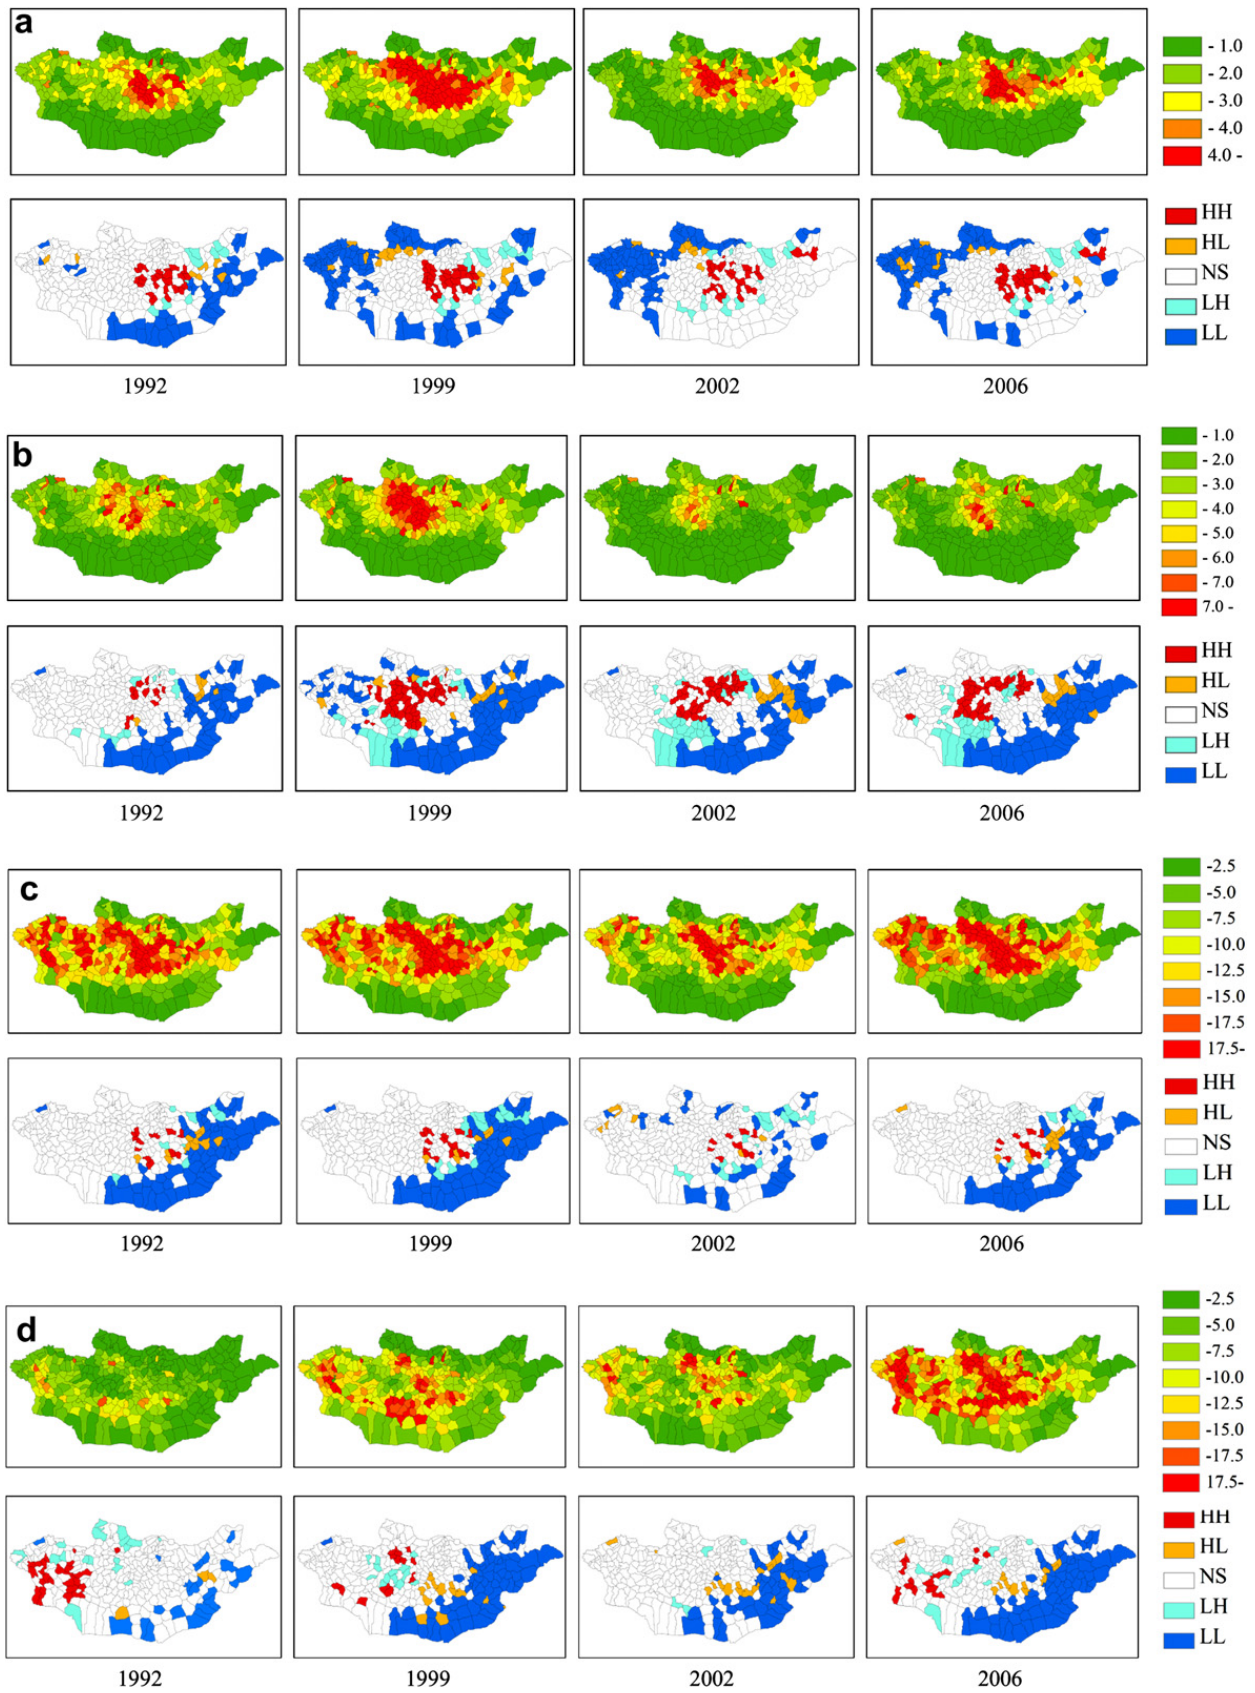 a
- 1.0
- 2.0
- 3.0
- 4.0
4.0 -
HH
HL
NS
LH
LL
1992 1999 2002 2006
b
- 1.0
- 2.0
- 3.0
- 4.0
- 5.0
- 6.0
- 7.0
7.0 -
HH
HL
NS
LH
LL
1992 1999 2002 2006
c
-2.5
-5.0
-7.5
-10.0
-12.5
-15.0
-17.5
17.5-
HH
HL
NS
LH
LL
1992 1999 2002 2006
d
-2.5
-5.0
-7.5
-10.0
-12.5
-15.0
-17.5
17.5-
HH
HL
NS
LH
LL
1992 1999 2002 2006